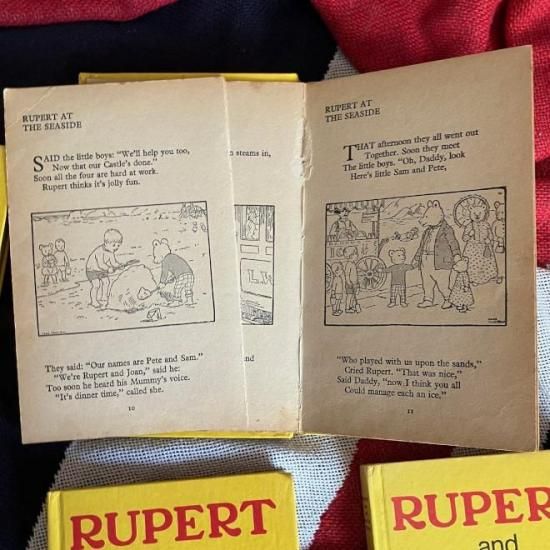 RUPERT AT
THE SEASIDE
SAID the little boys: "We'll help you too,
Now that our Castle's done."
Soon all the four are hard at work.
Rupert thinks it's jolly fun.
They said: "Our names are Pete and Sam."
"We're Rupert and Joan," said he:
Too soon he heard his Mummy's voice.
"It's dinner time," called she.
10
steams in,
and
RUPERT AT
THE SEASIDE
THAT afternoon they all went out
Together. Soon they meet
The little boys. "Oh, Daddy, look
Here's little Sam and Pete,
"Who played with us upon the sands,"
Cried Rupert. "That was nice,"
Said Daddy, "now I think you all
Could manage each an ice."
11
RUPERT
RUPER
and